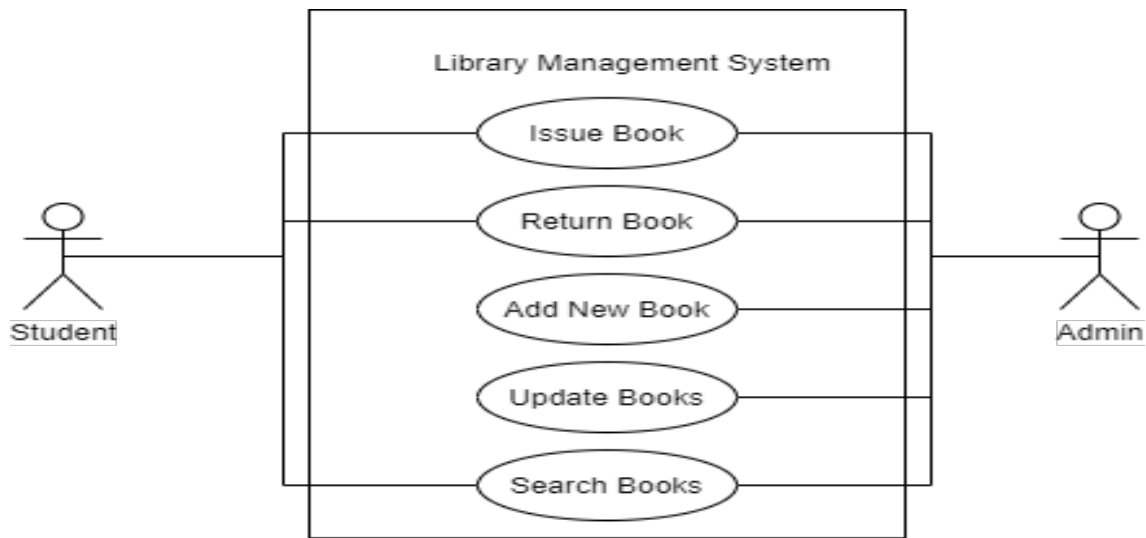 Library Management System
Issue Book
Return Book
Add New Book
Update Books
Search Books
Student
Admin